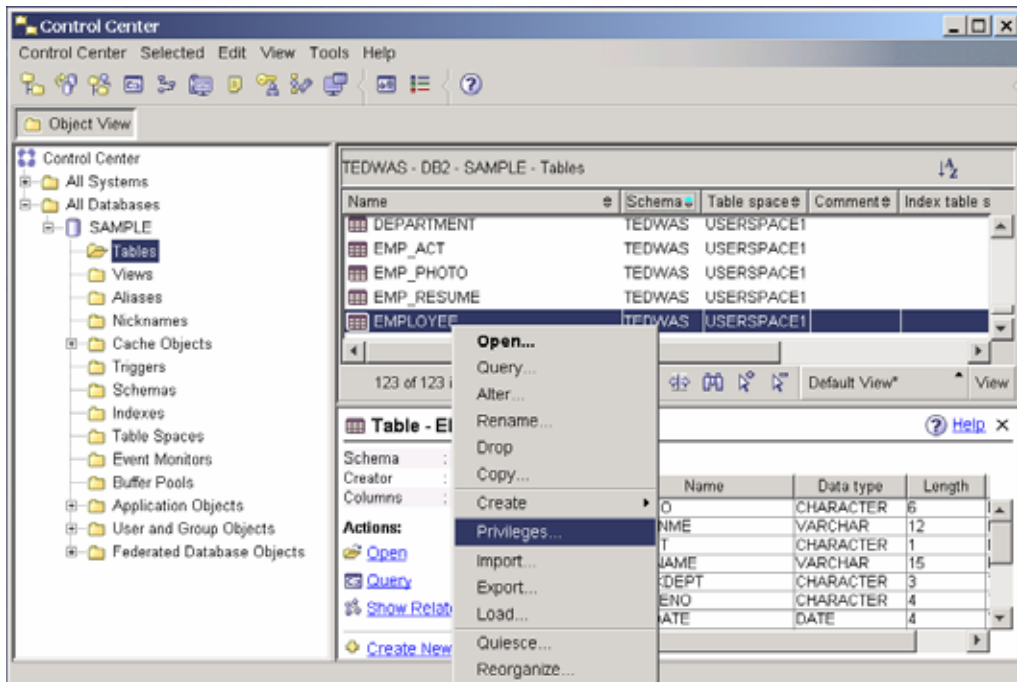 Control Center
Control Center Selected Edit View Tools Help
Object View
Control Center
All Systems
All Databases
SAMPLE
Tables
Views
Aliases
Nicknames
Cache Objects
Triggers
Schemas
Indexes
Table Spaces
Event Monitors
Buffer Pools
Application Objects
User and Group Objects
Federated Database Objects
TEDWAS - DB2 - SAMPLE - Tables
Name Schema Table space Comment Index table s
DEPARTMENT TEDWAS USERSPACE1
EMP_ACT TEDWAS USERSPACE1
EMP_PHOTO TEDWAS USERSPACE1
EMP_RESUME TEDWAS USERSPACE1
EMPLOYEE TEDWAS USERSPACE1
123 of 123 Default View* View
Open...
Query...
Alter...
Rename...
Drop
Copy...
Create
Privileges...
Import...
Export...
Load...
Quiesce...
Reorganize...
Table - Help
Schema :
Creator :
Columns :
Actions:
Open
Query
Show Relat
Create New
Name Data type Length
O CHARACTER 6
NME VARCHAR 12
T CHARACTER 1
NAME VARCHAR 15
KDEPT CHARACTER 3
ENO CHARACTER 4
ATE DATE 4